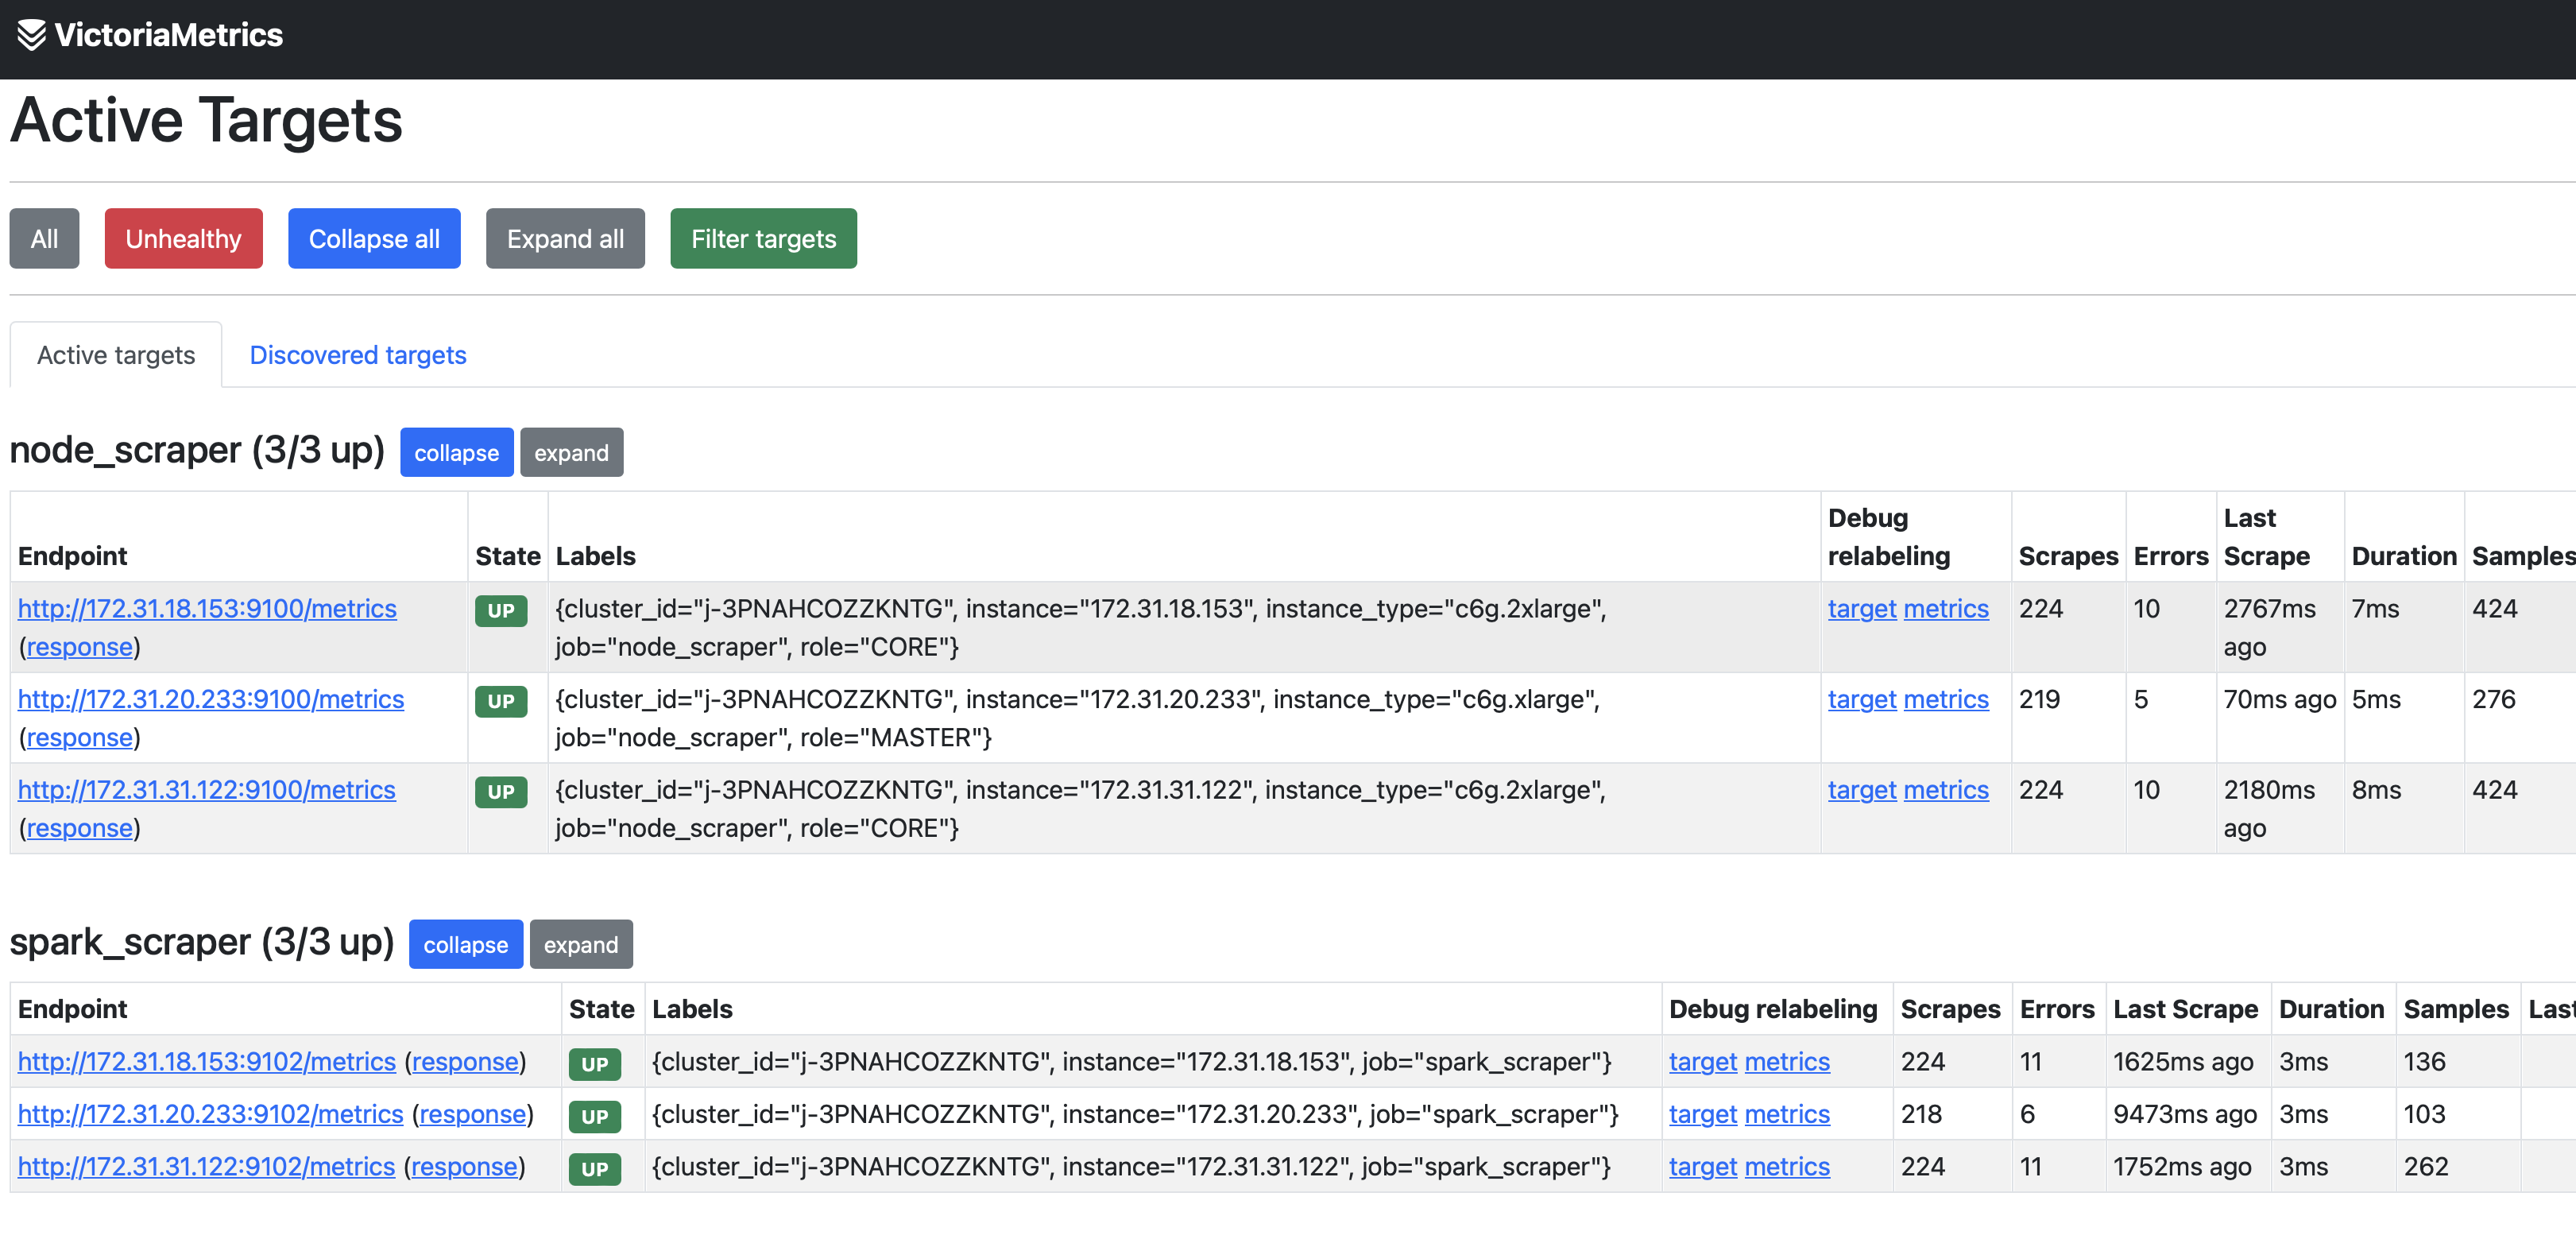 VictoriaMetrics
Active Targets
All Unhealthy Collapse all Expand all Filter targets
Active targets Discovered targets
node_scraper (3/3 up) collapse expand
Endpoint State Labels Debug relabeling Scrapes Errors Last Scrape Duration Samples
http://172.31.18.153:9100/metrics (response) UP {cluster_id="j-3PNAHCOZZKNTG", instance="172.31.18.153", instance_type="c6g.2xlarge", job="node_scraper", role="CORE"} target metrics 224 10 2767ms ago 7ms 424
http://172.31.20.233:9100/metrics (response) UP {cluster_id="j-3PNAHCOZZKNTG", instance="172.31.20.233", instance_type="c6g.xlarge", job="node_scraper", role="MASTER"} target metrics 219 5 70ms ago 5ms 276
http://172.31.31.122:9100/metrics (response) UP {cluster_id="j-3PNAHCOZZKNTG", instance="172.31.31.122", instance_type="c6g.2xlarge", job="node_scraper", role="CORE"} target metrics 224 10 2180ms ago 8ms 424
spark_scraper (3/3 up) collapse expand
Endpoint State Labels Debug relabeling Scrapes Errors Last Scrape Duration Samples Last
http://172.31.18.153:9102/metrics (response) UP {cluster_id="j-3PNAHCOZZKNTG", instance="172.31.18.153", job="spark_scraper"} target metrics 224 11 1625ms ago 3ms 136
http://172.31.20.233:9102/metrics (response) UP {cluster_id="j-3PNAHCOZZKNTG", instance="172.31.20.233", job="spark_scraper"} target metrics 218 6 9473ms ago 3ms 103
http://172.31.31.122:9102/metrics (response) UP {cluster_id="j-3PNAHCOZZKNTG", instance="172.31.31.122", job="spark_scraper"} target metrics 224 11 1752ms ago 3ms 262